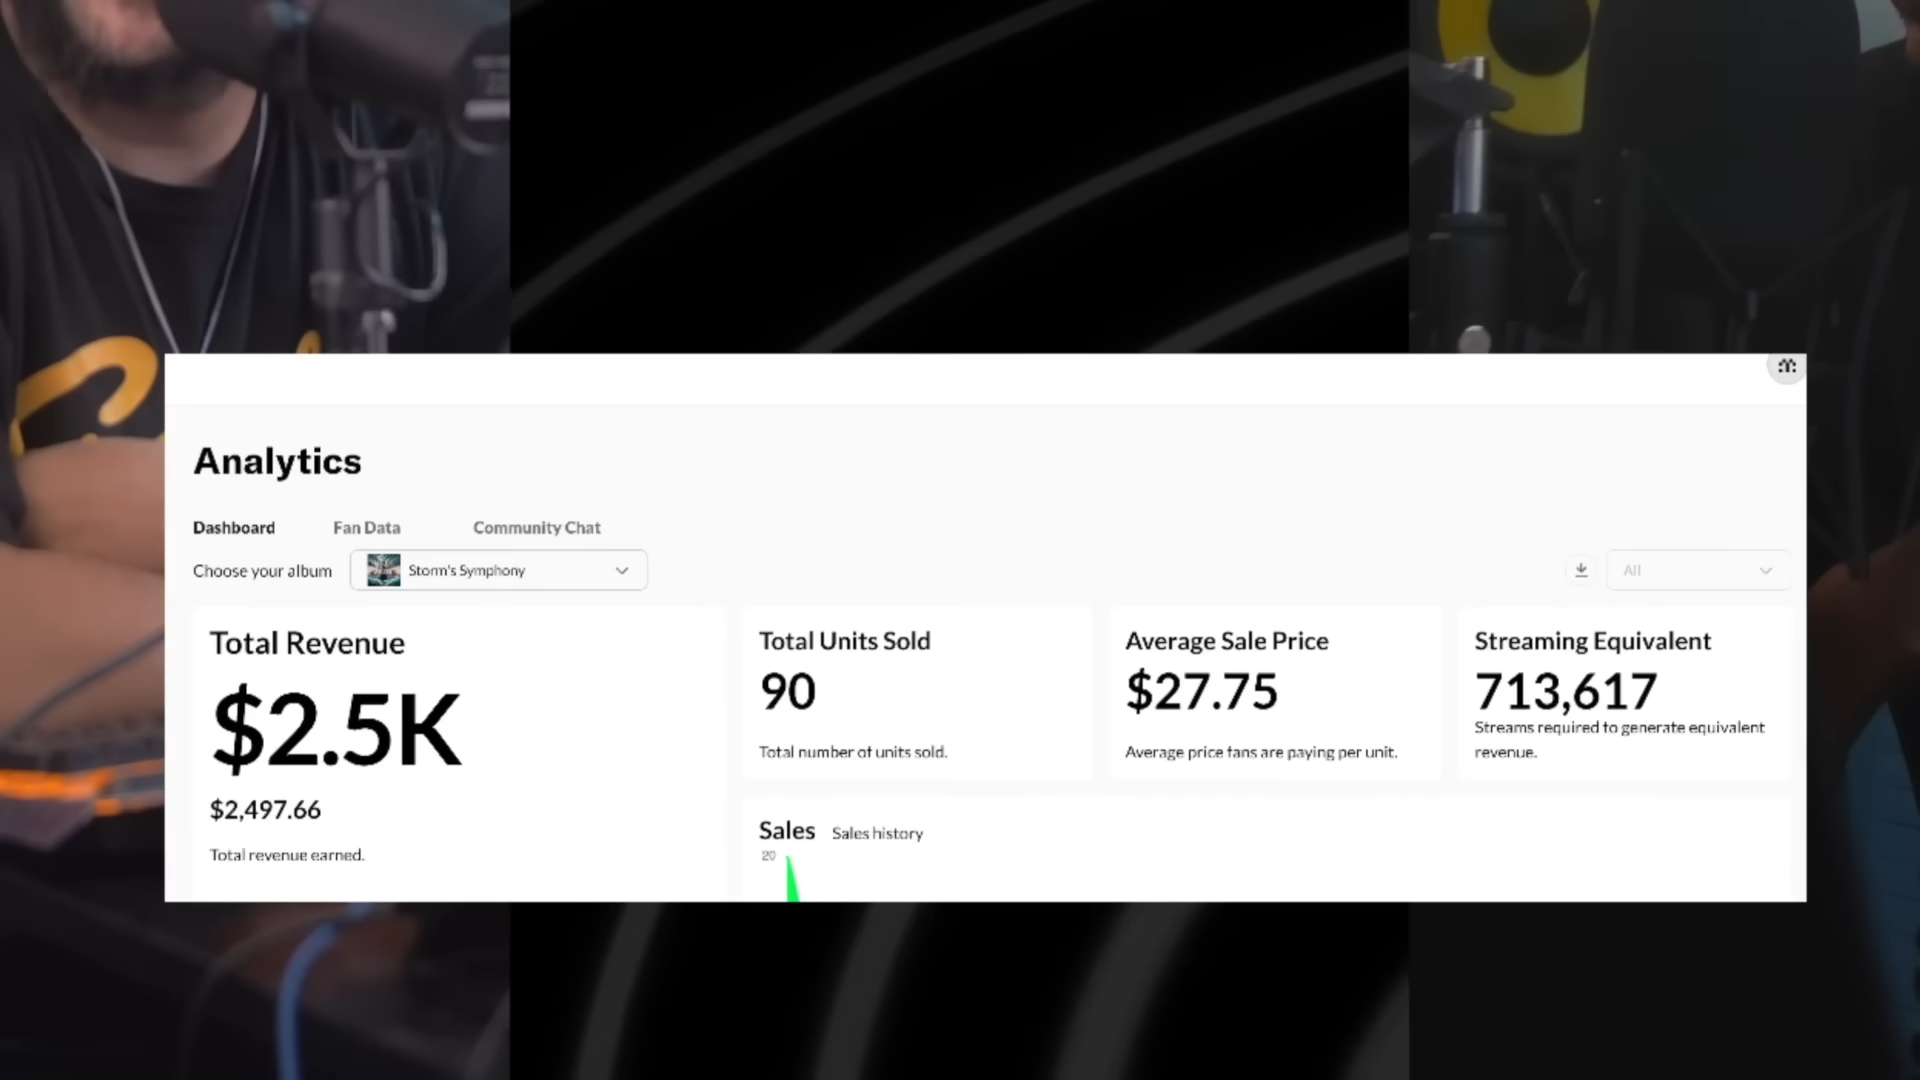 Analytics
Dashboard Fan Data Community Chat
Choose your album Storm's Symphony All
Total Revenue
$2.5K
$2,497.66
Total revenue earned.
Total Units Sold
90
Total number of units sold.
Average Sale Price
$27.75
Average price fans are paying per unit.
Streaming Equivalent
713,617
Streams required to generate equivalent
revenue.
Sales Sales history
20